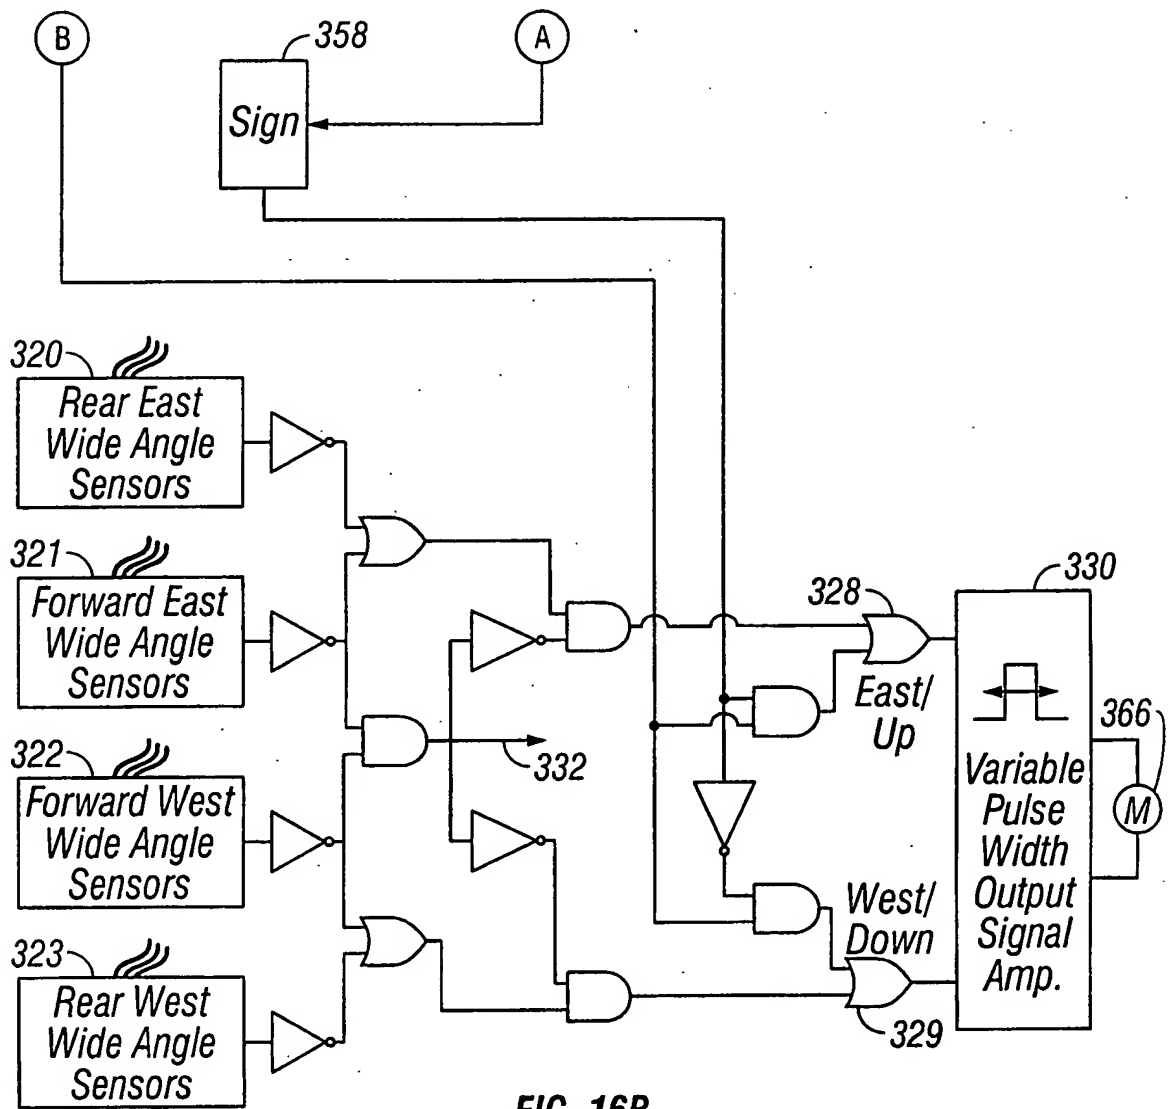 B
358
A
Sign
320
Rear East
Wide Angle
Sensors
321
Forward East
Wide Angle
Sensors
322
Forward West
Wide Angle
Sensors
323
Rear West
Wide Angle
Sensors
332
328
East/
Up
West/
Down
329
330
Variable
Pulse
Width
Output
Signal
Amp.
366
M
FIG. 16B